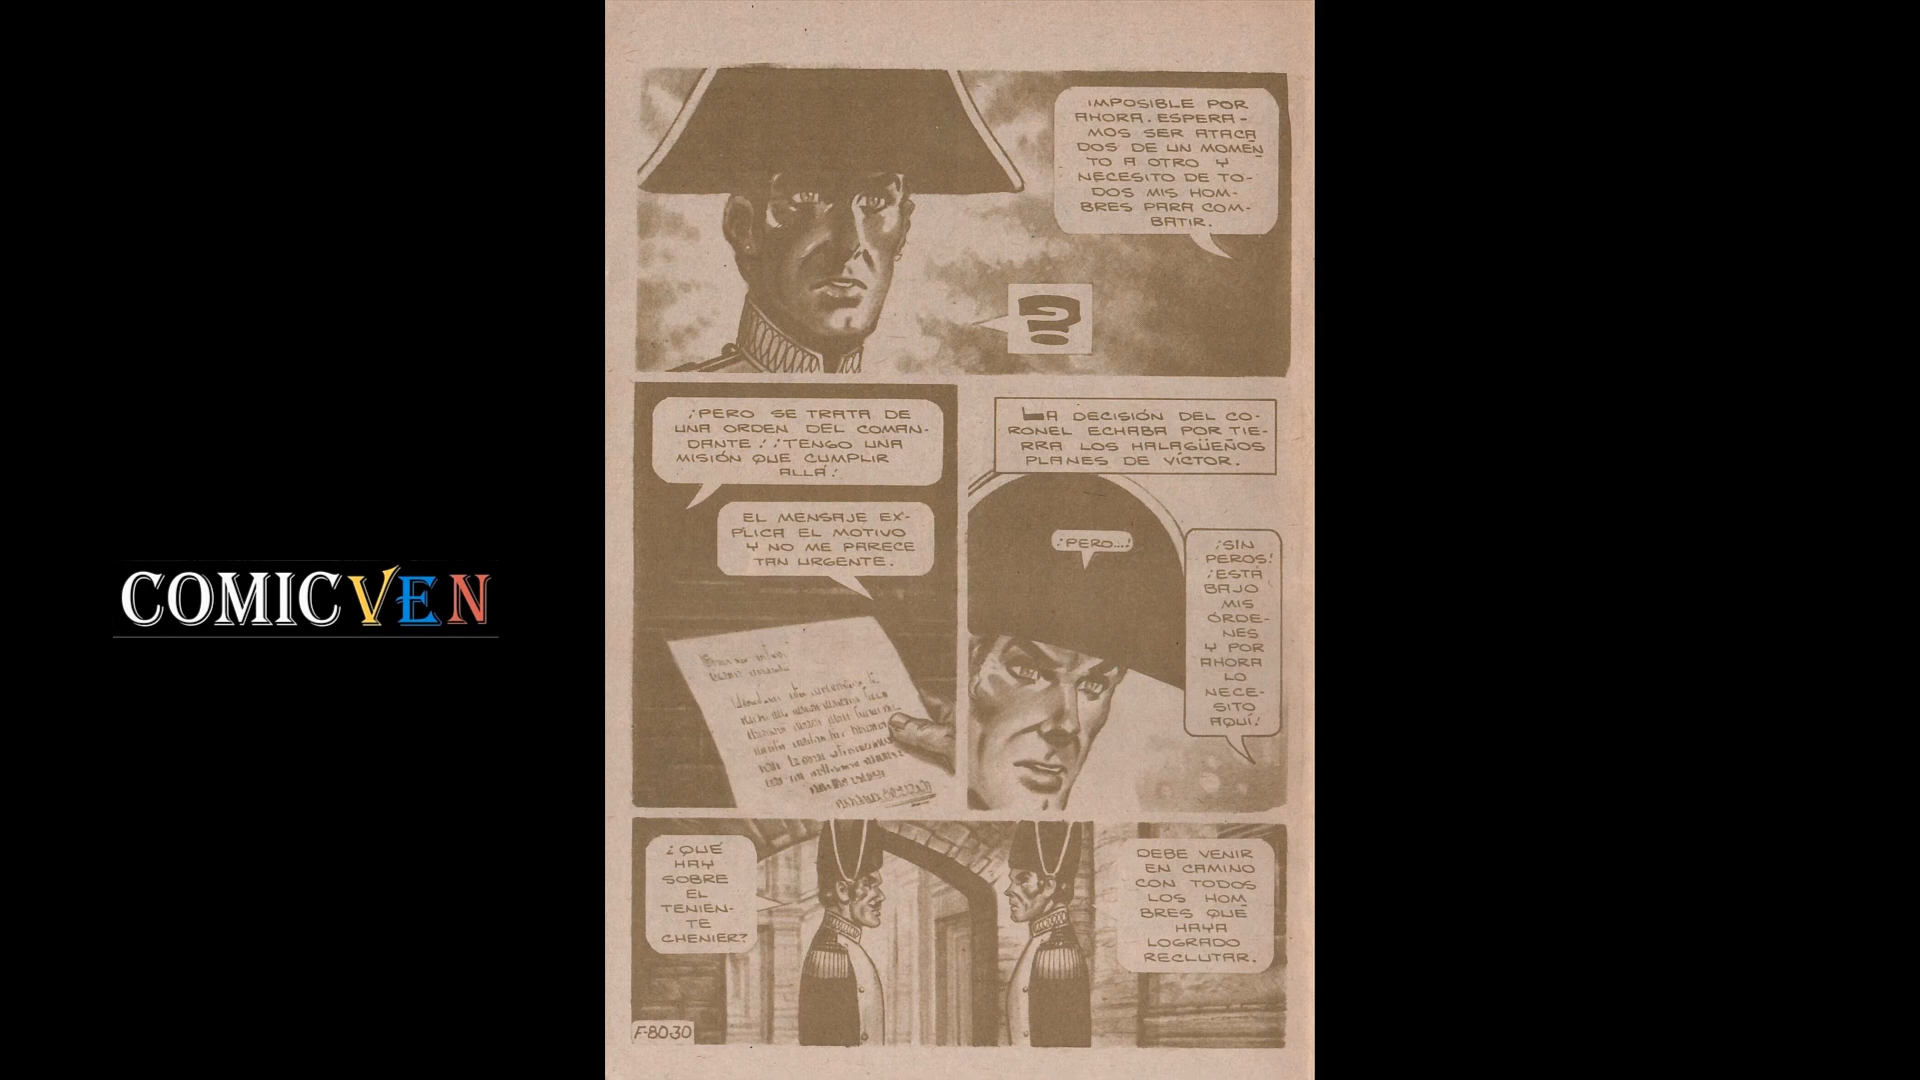 IMPOSIBLE POR
AHORA. ESPERA-
MOS SER ATACA
DOS DE UN MOMEN
TO A OTRO Y
NECESITO DE TO-
DOS MIS HOM-
BRES PARA COM-
BATIR.
?
¡PERO SE TRATA DE
UNA ORDEN DEL COMAN-
DANTE! ¡TENGO UNA
MISIÓN QUE CUMPLIR
ALLÁ!
EL MENSAJE EX-
PLICA EL MOTIVO
Y NO ME PARECE
TAN URGENTE.
LA DECISIÓN DEL CO-
RONEL ECHABA POR TIE-
RRA LOS HALAGÜEÑOS
PLANES DE VÍCTOR.
¡PERO...!
¡SIN
PEROS!
¡ESTÁ
BAJO
MIS
ÓRDE-
NES
Y POR
AHORA
LO
NECE-
SITO
AQUÍ!
COMICVEN
¿QUÉ
HAY
SOBRE
EL
TENIEN-
TE
CHENIER?
DEBE VENIR
EN CAMINO
CON TODOS
LOS HOM
BRES QUE
HAYA
LOGRADO
RECLUTAR.
F-80-30